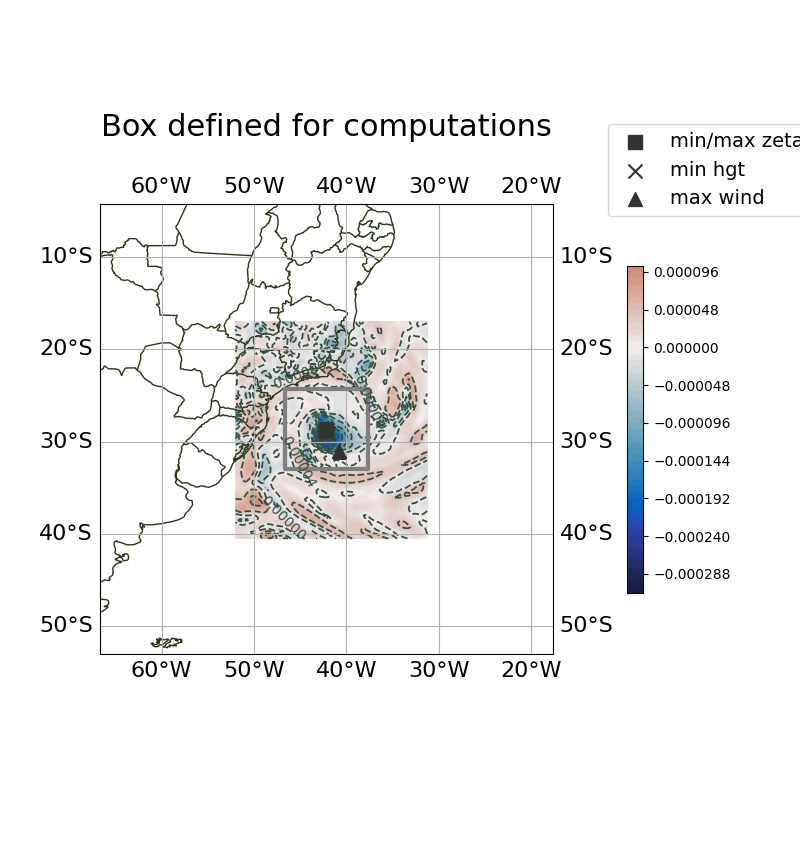 Box defined for computations
min/max zeta
min hgt
max wind
60°W 50°W 40°W 30°W 20°W
10°S 10°S
20°S 20°S
30°S 30°S
40°S 40°S
50°S 50°S
60°W 50°W 40°W 30°W 20°W
0.000096
0.000048
0.000000
−0.000048
−0.000096
−0.000144
−0.000192
−0.000240
−0.000288